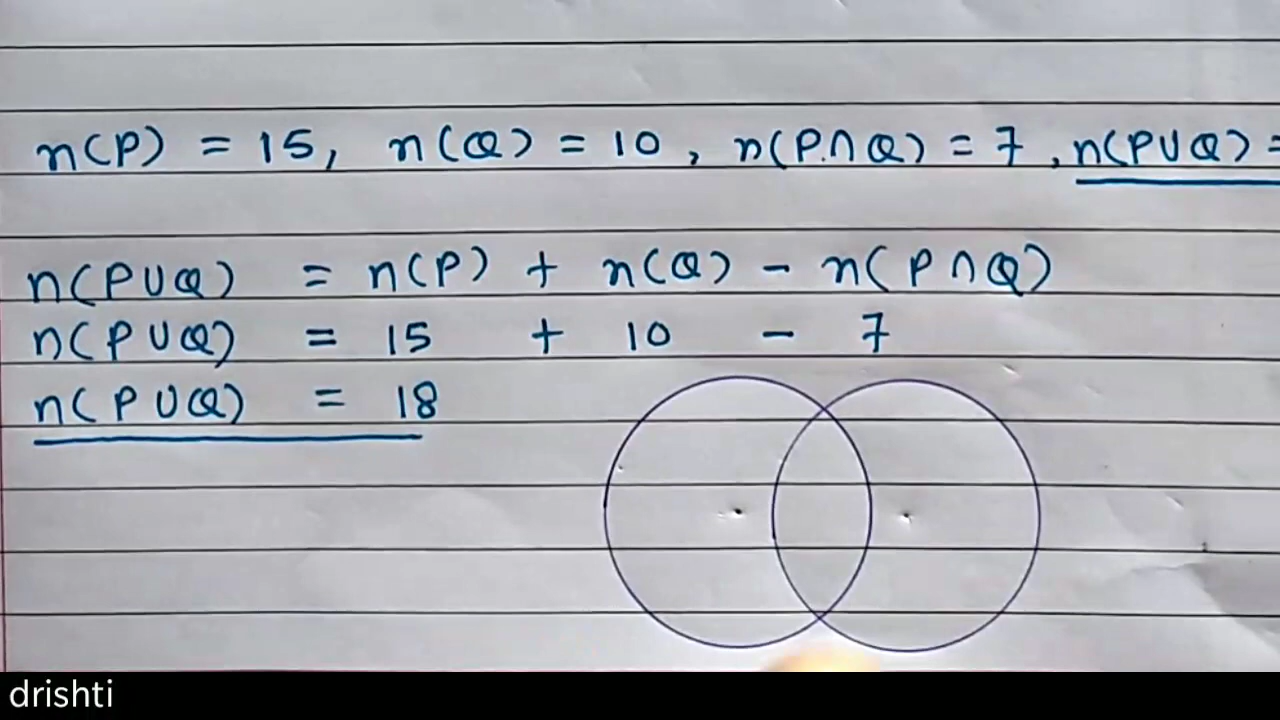 n(P) = 15, n(Q) = 10, n(P∩Q) = 7, n(P∪Q) =
n(P∪Q) = n(P) + n(Q) - n(P∩Q)
n(P∪Q) = 15 + 10 - 7
n(P∪Q) = 18
drishti